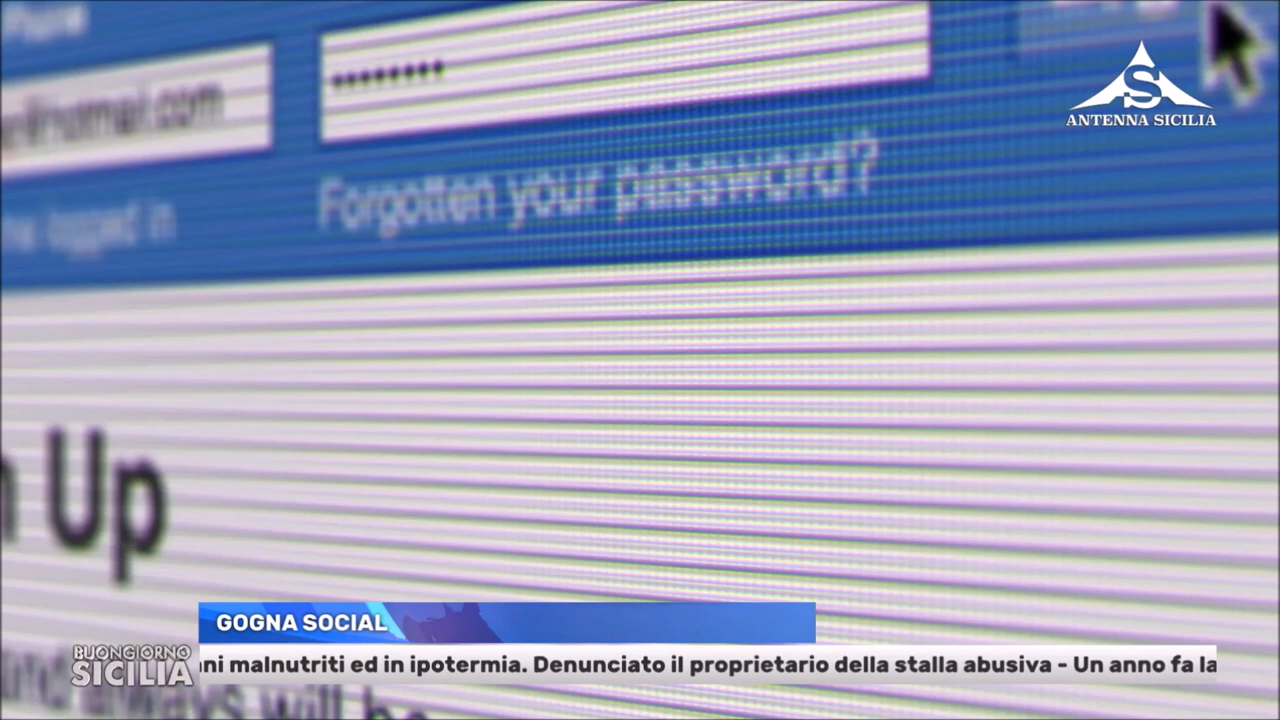 Forgotten your password?
ANTENNA SICILIA
Up
GOGNA SOCIAL
BUONGIORNO
SICILIA
ni malnutriti ed in ipotermia. Denunciato il proprietario della stalla abusiva - Un anno fa la